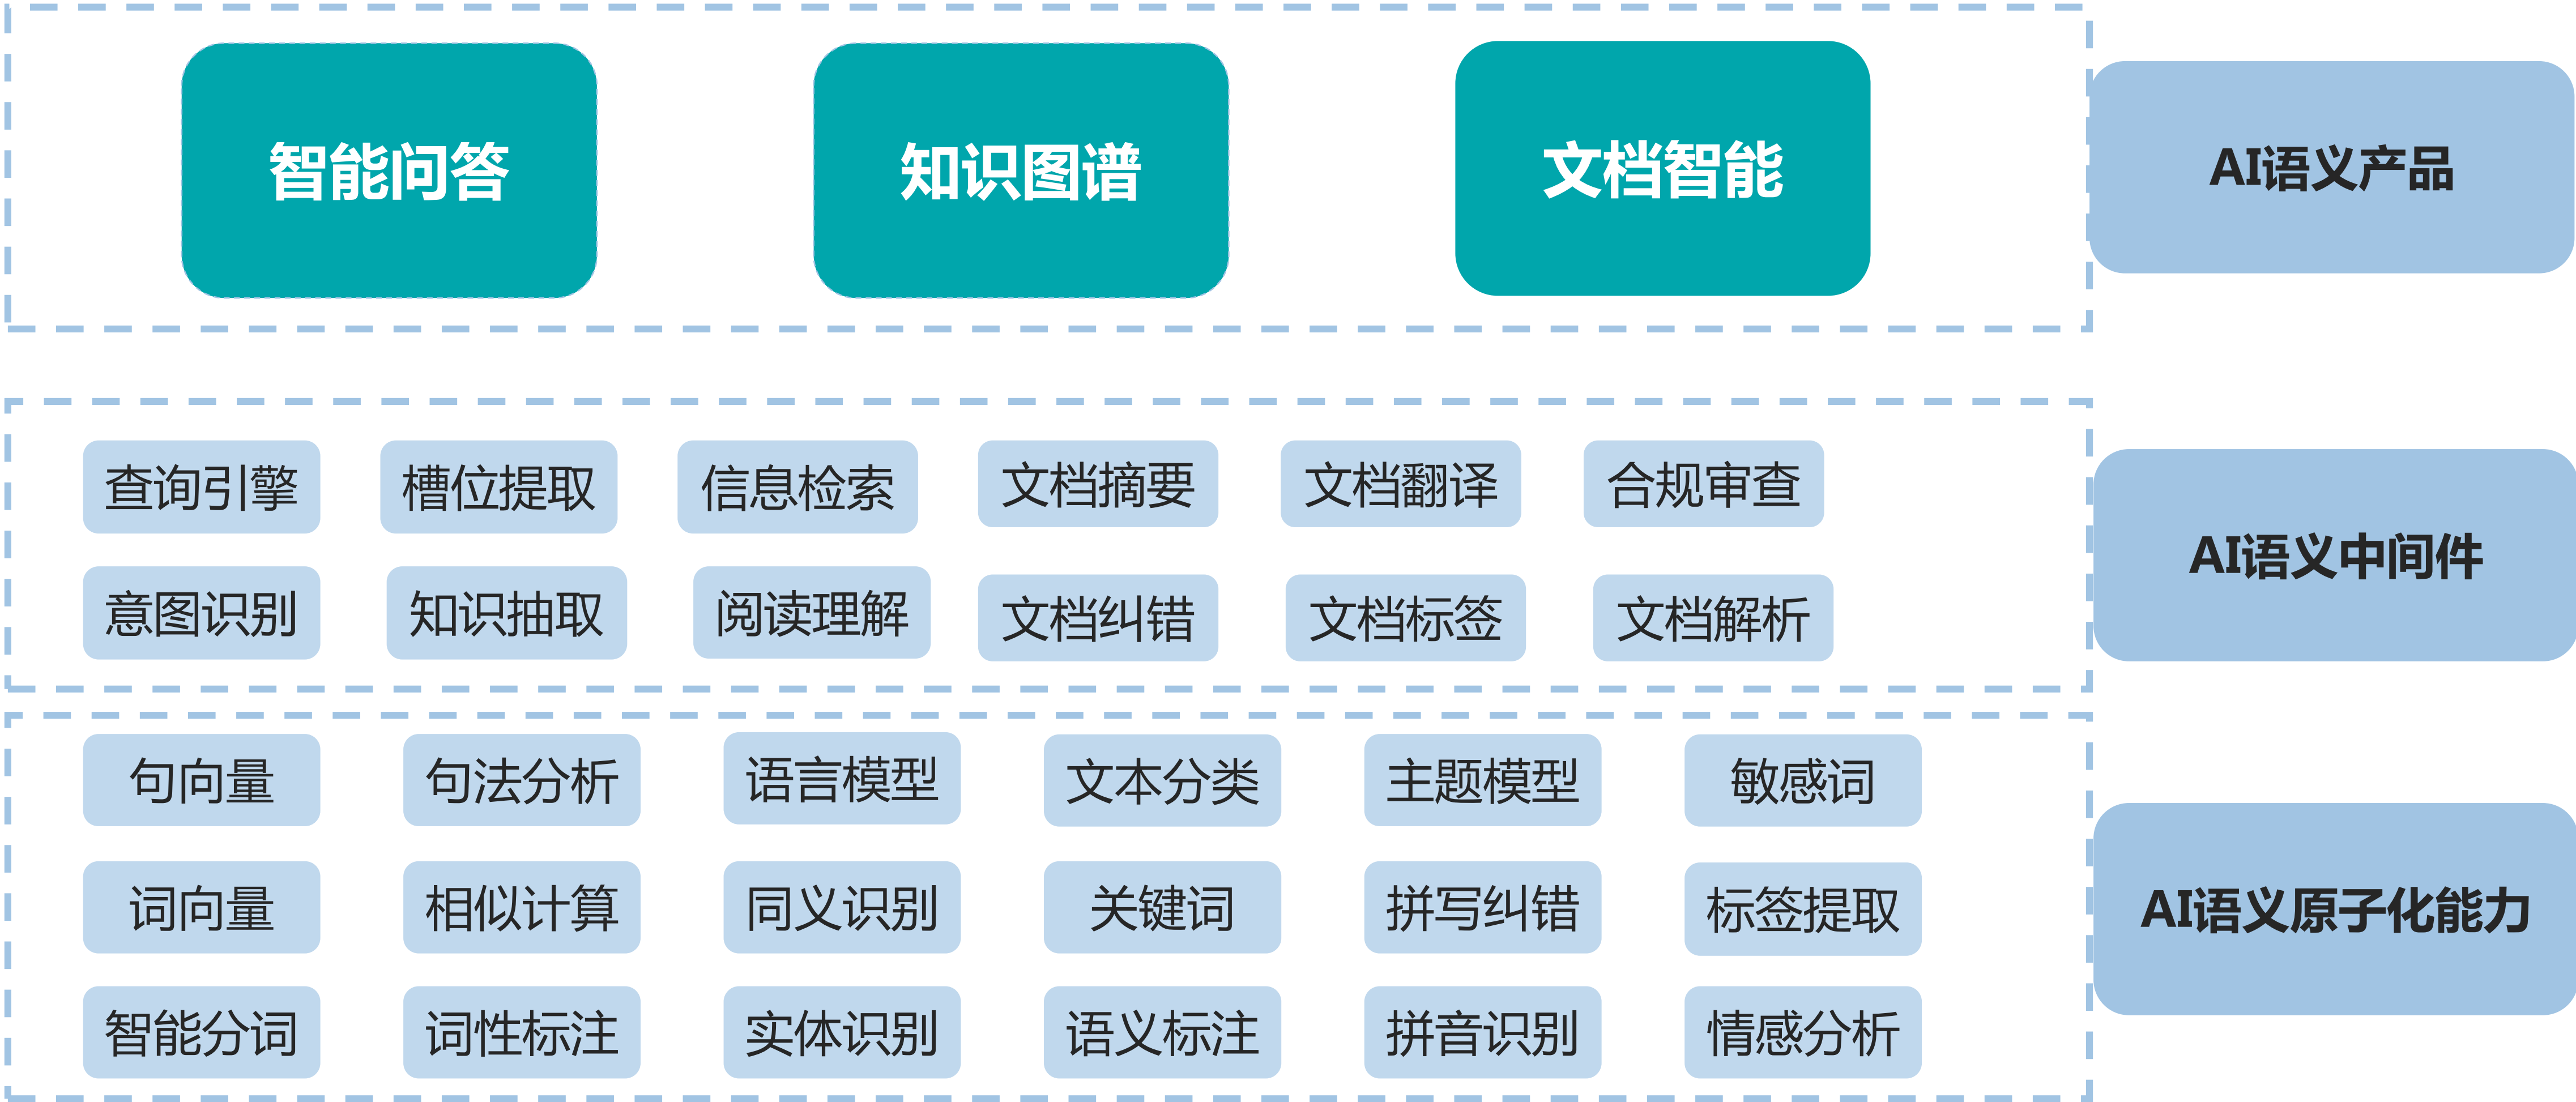 智能问答 知识图谱 文档智能 AI语义产品
查询引擎 槽位提取 信息检索 文档摘要 文档翻译 合规审查
意图识别 知识抽取 阅读理解 文档纠错 文档标签 文档解析
AI语义中间件
句向量 句法分析 语言模型 文本分类 主题模型 敏感词
词向量 相似计算 同义识别 关键词 拼写纠错 标签提取
AI语义原子化能力
智能分词 词性标注 实体识别 语义标注 拼音识别 情感分析